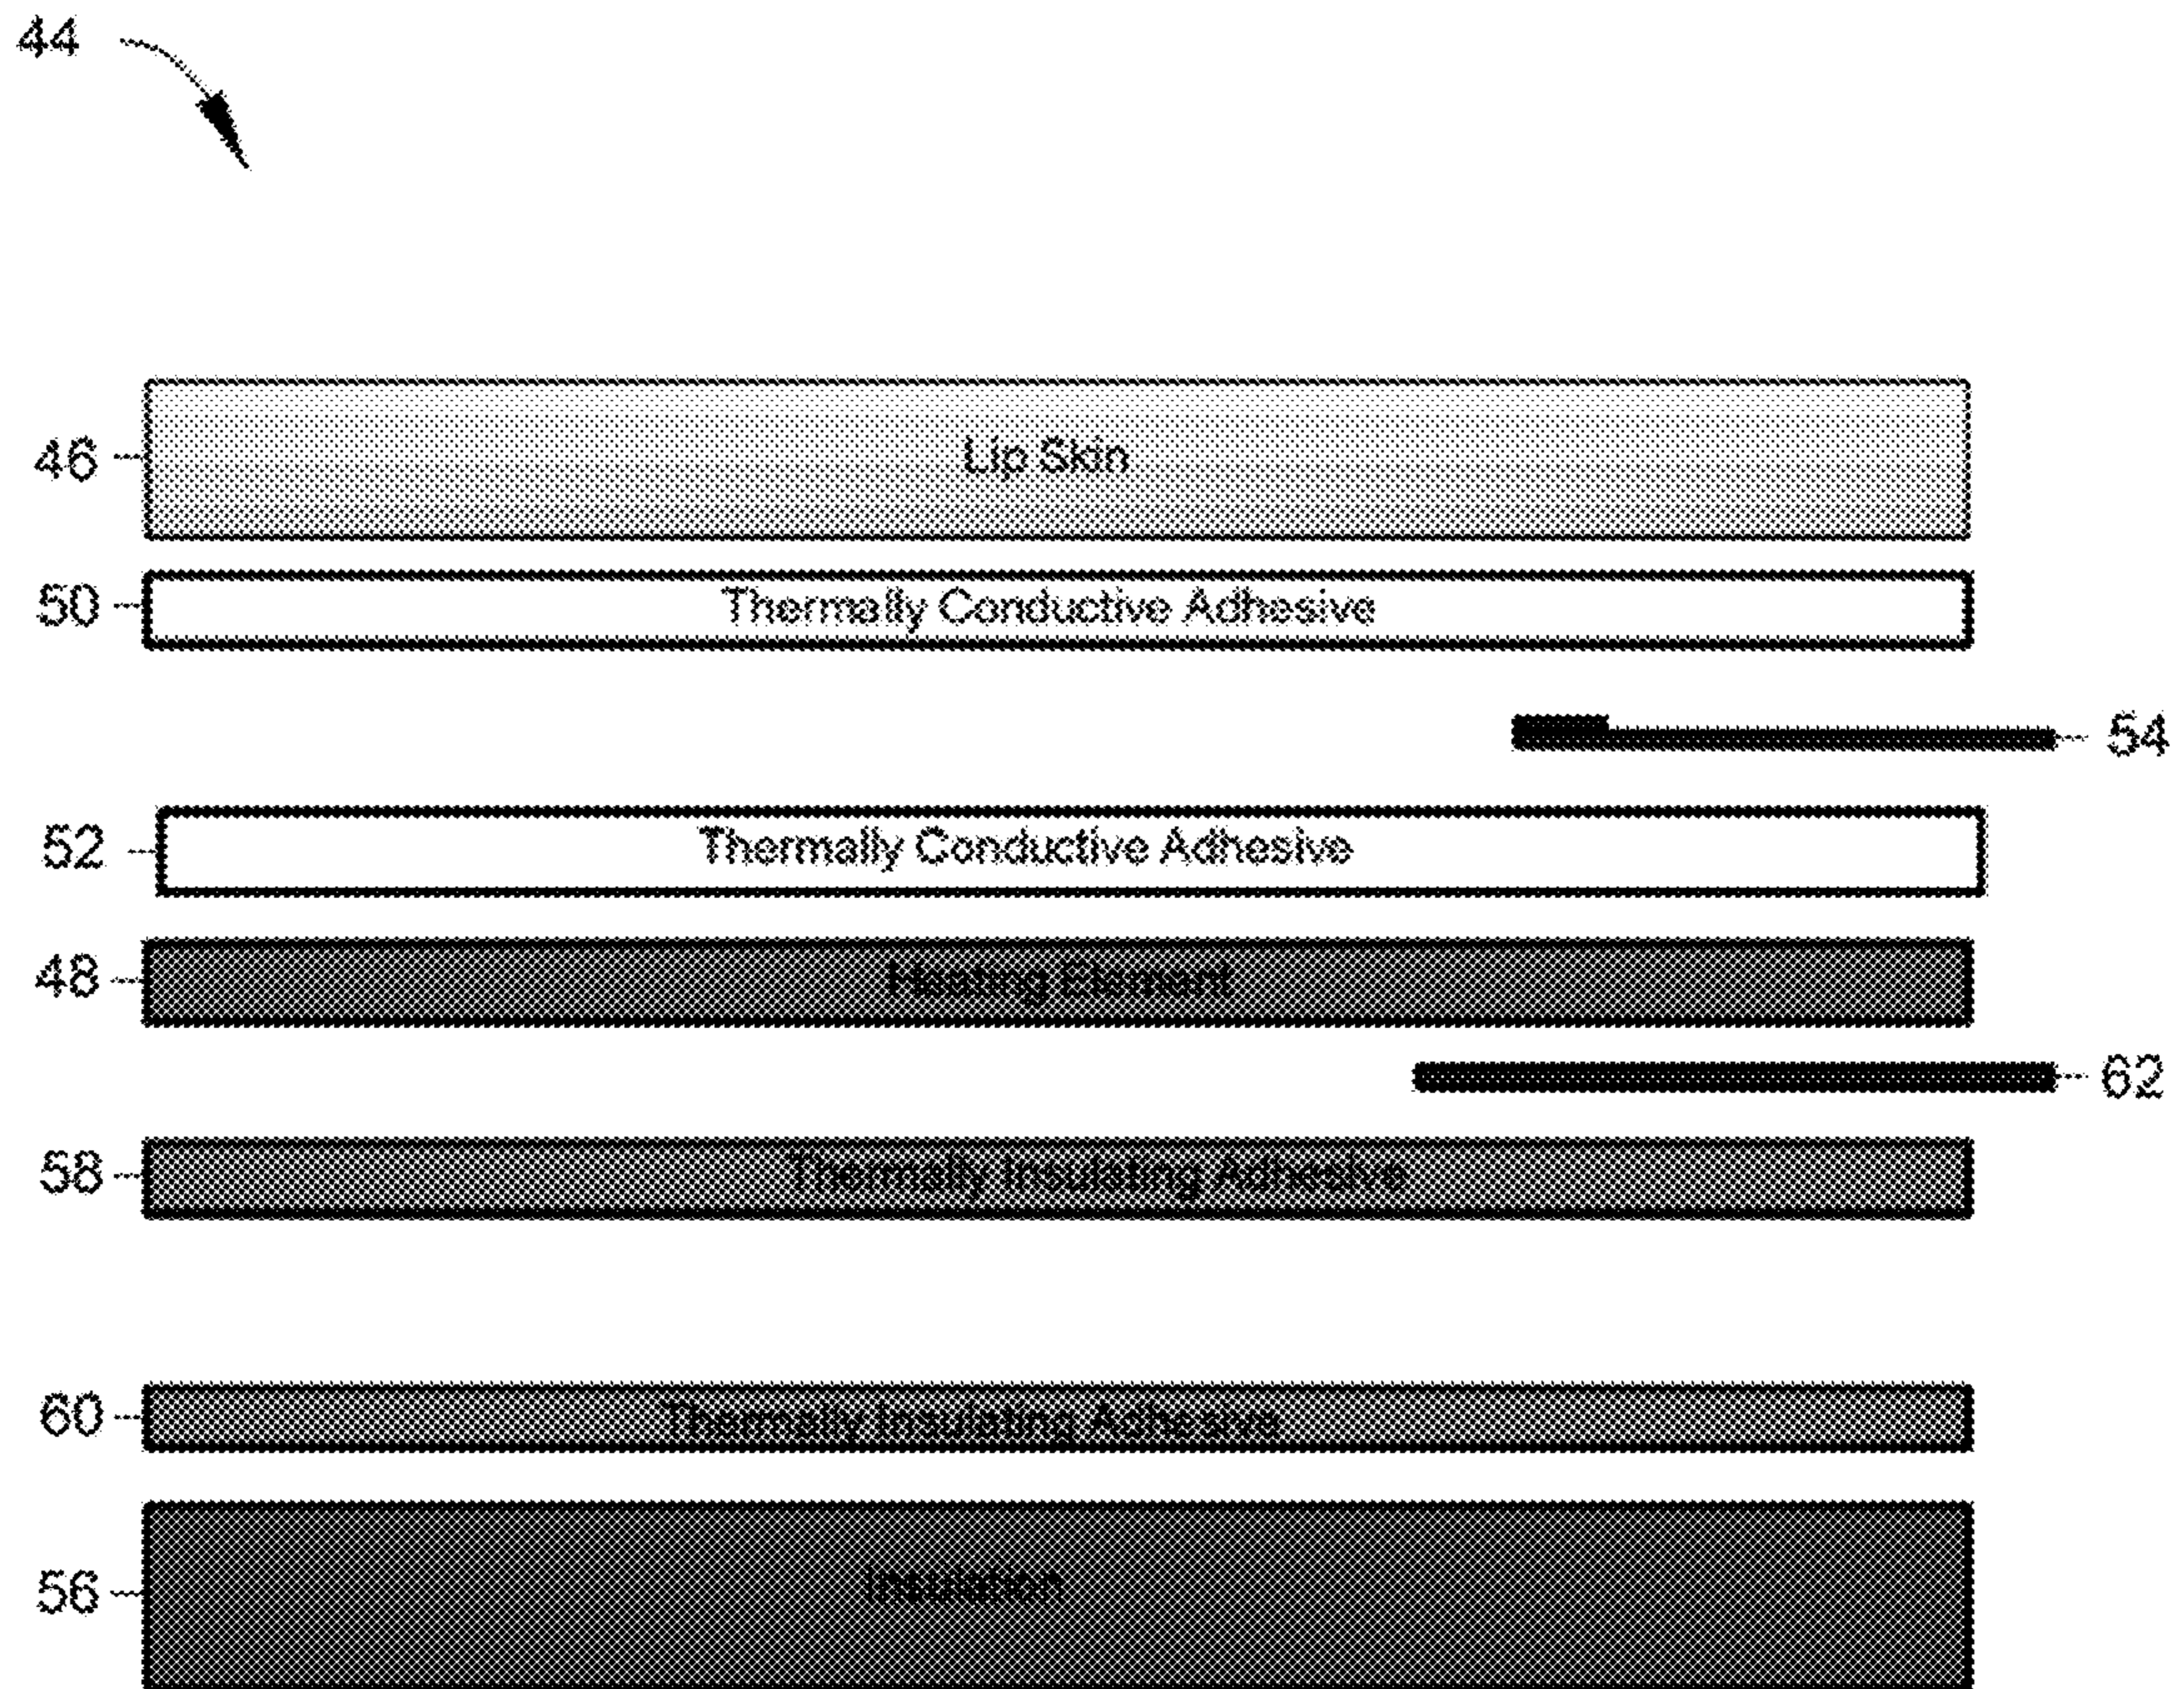 44
46 Lip Skin
50 Thermally Conductive Adhesive
54
52 Thermally Conductive Adhesive
48 Heating Element
62
58 Thermally Insulating Adhesive
60 Thermally Insulating Adhesive
56 Insulation